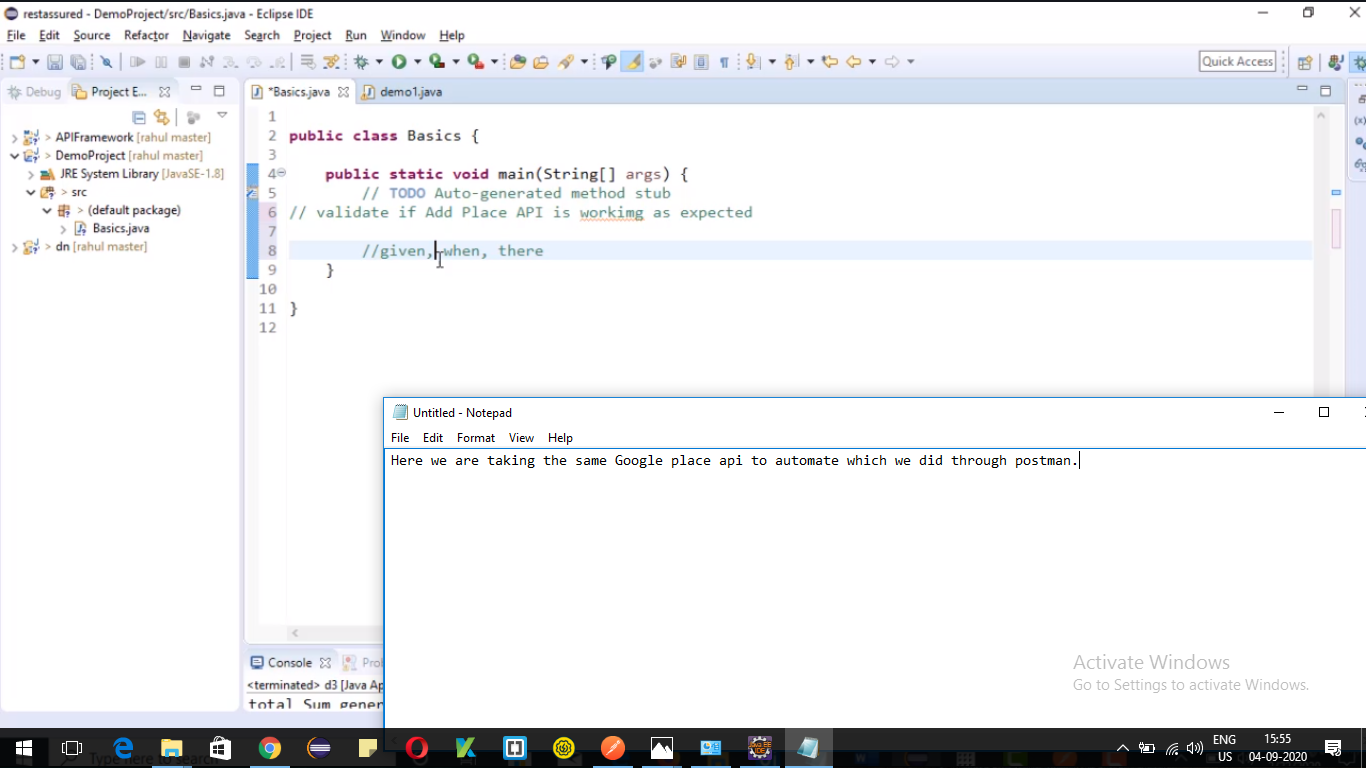 restassured - DemoProject/src/Basics.java - Eclipse IDE
File Edit Source Refactor Navigate Search Project Run Window Help
Quick Access
Debug Project E...
*Basics.java demo1.java
> APIFramework [rahul master]
> DemoProject [rahul master]
JRE System Library [JavaSE-1.8]
> src
> (default package)
Basics.java
> dn [rahul master]
1
2 public class Basics {
3
4 public static void main(String[] args) {
5 // TODO Auto-generated method stub
6 // validate if Add Place API is workimg as expected
7
8 //given, when, there
9 }
10
11 }
12
Untitled - Notepad
File Edit Format View Help
Here we are taking the same Google place api to automate which we did through postman.
Console
<terminated> d3 [Java Ap
total Sum gener
Activate Windows
Go to Settings to activate Windows.
ENG
US
15:55
04-09-2020